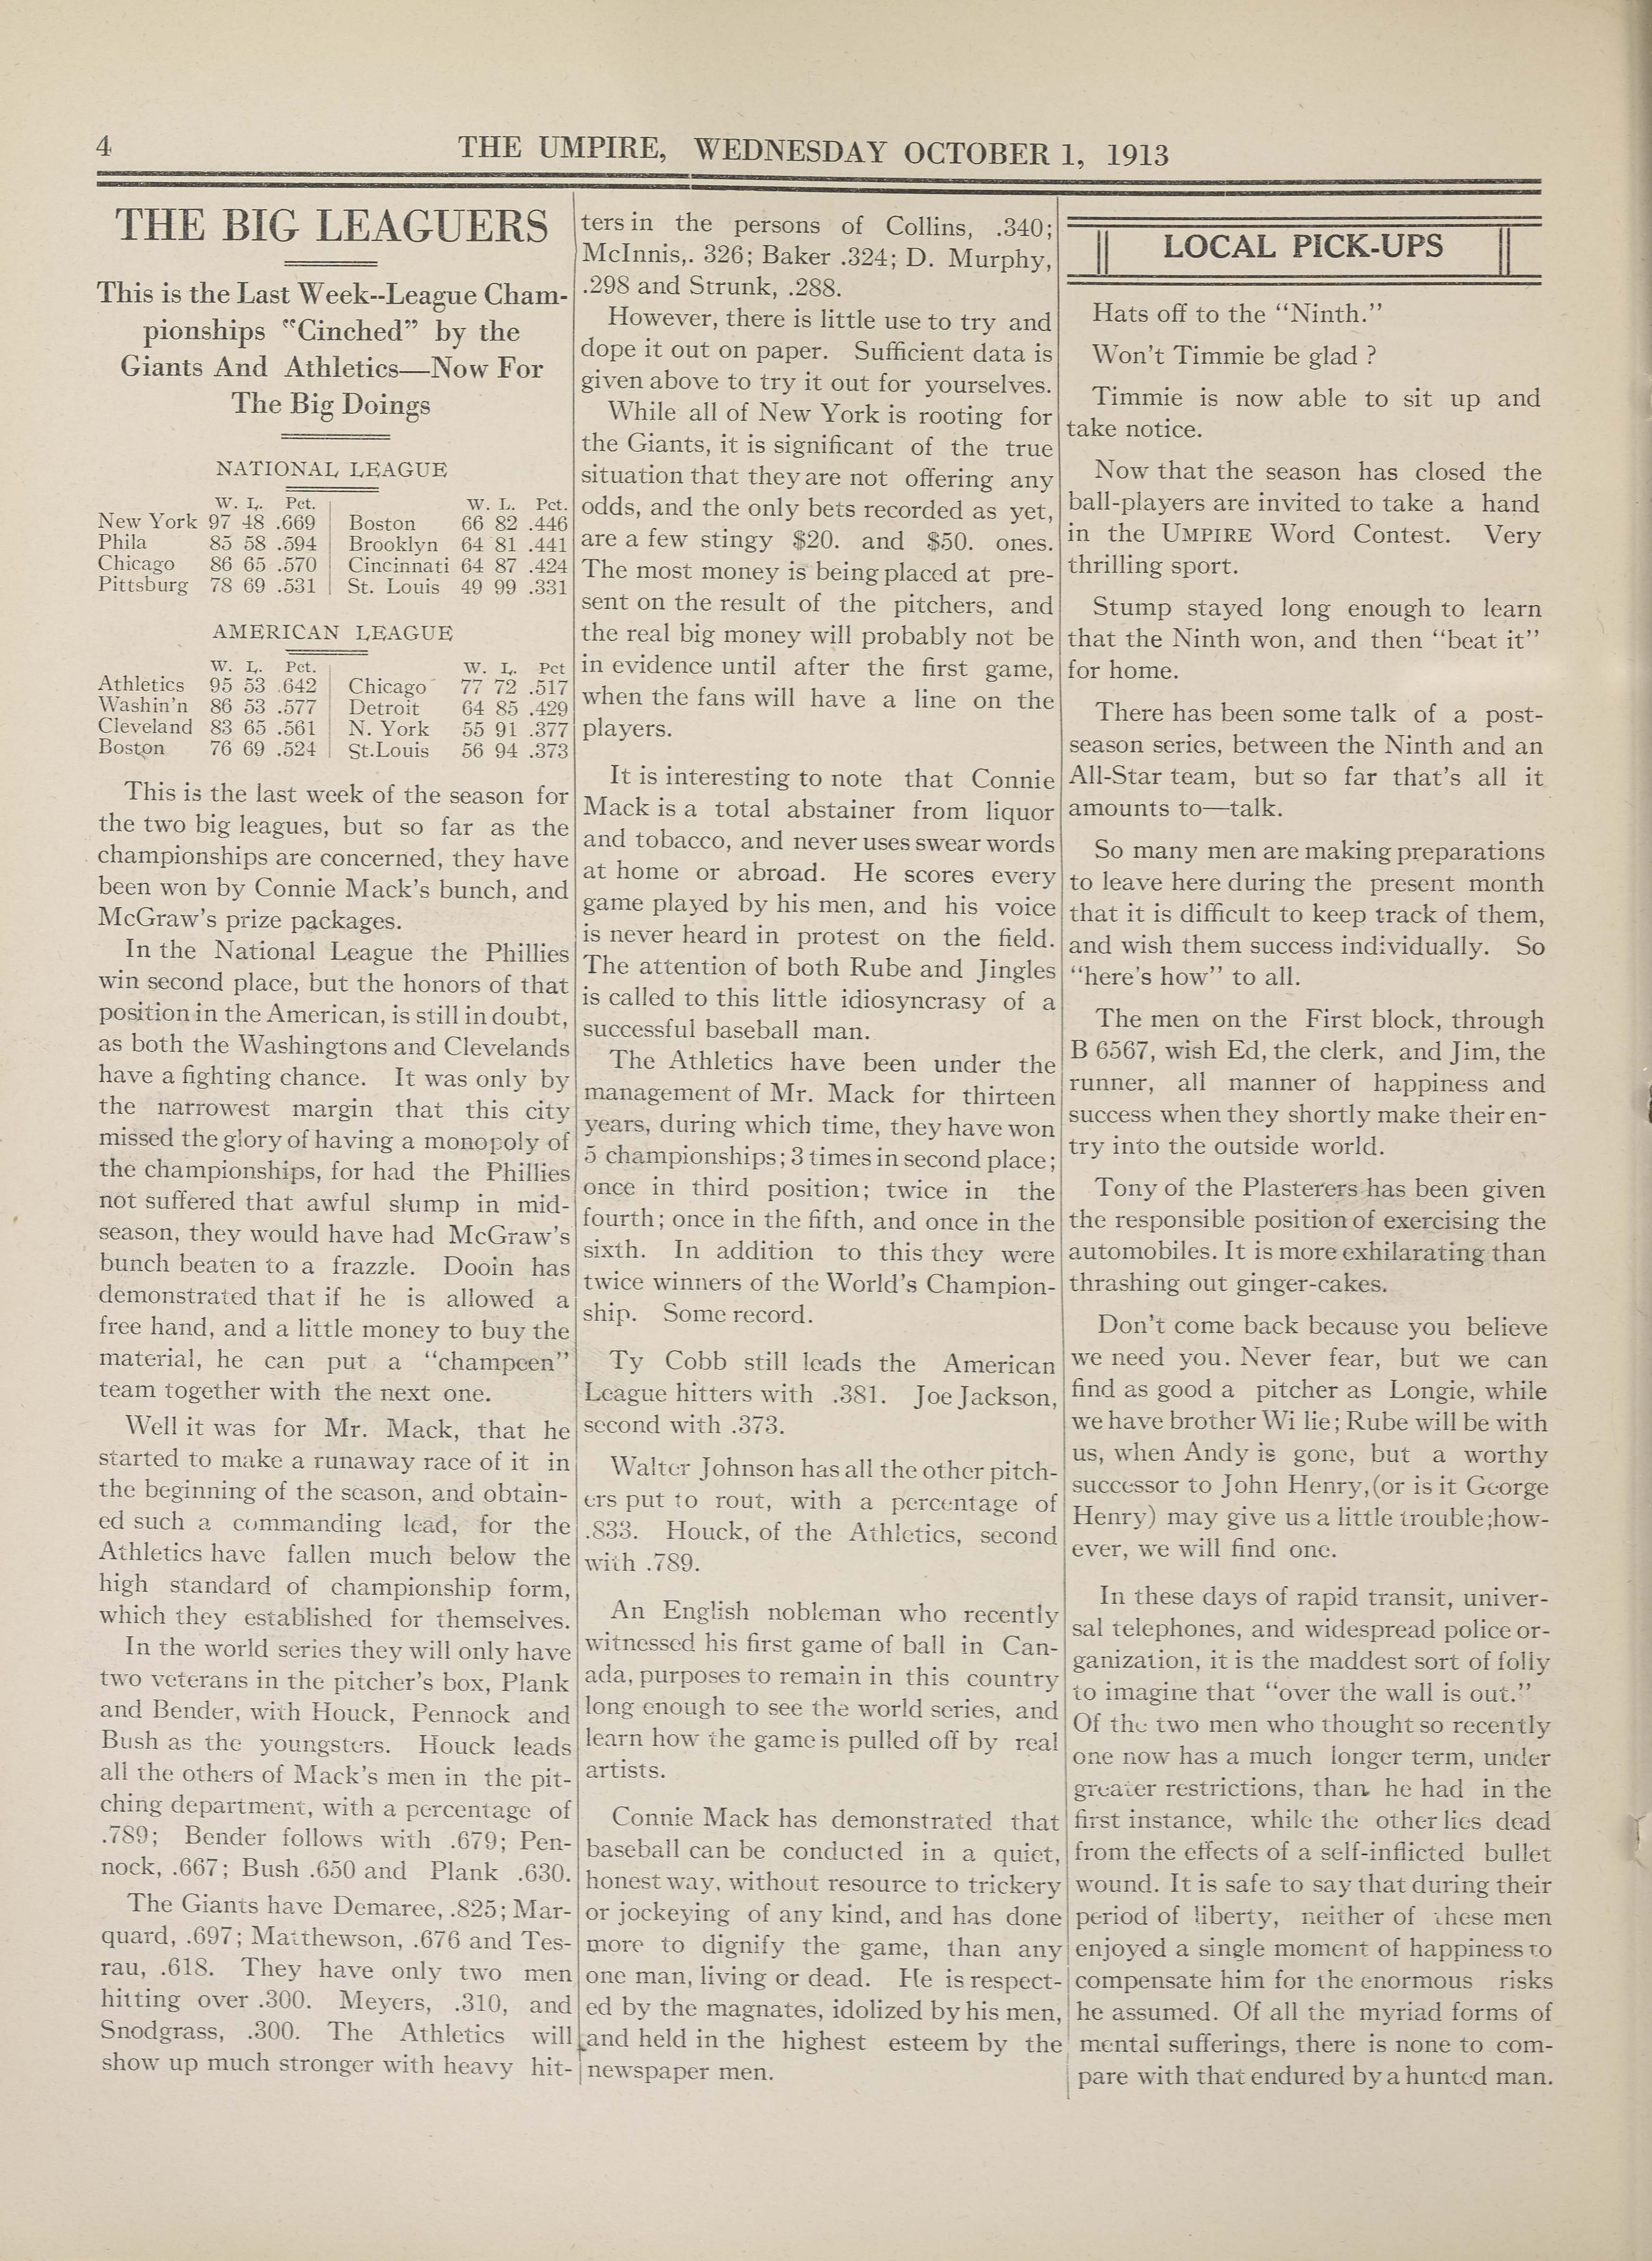 4
THE UMPIRE, WEDNESDAY OCTOBER 1, 1913
THE BIG LEAGUERS
This is the Last Week--League Cham-
pionships "Cinched" by the
Giants And Athletics—Now For
The Big Doings
NATIONAL LEAGUE
W. L. Pct. W. L. Pct.
New York 97 48 .669 Boston 66 82 .446
Phila 85 58 .594 Brooklyn 64 81 .441
Chicago 86 65 .570 Cincinnati 64 87 .424
Pittsburg 78 69 .531 St. Louis 49 99 .331
AMERICAN LEAGUE
W. L. Pct. W. L. Pct
Athletics 95 53 .642 Chicago 77 72 .517
Washin'n 86 53 .577 Detroit 64 85 .429
Cleveland 83 65 .561 N. York 55 91 .377
Boston 76 69 .524 St.Louis 56 94 .373
This is the last week of the season for
the two big leagues, but so far as the
championships are concerned, they have
been won by Connie Mack's bunch, and
McGraw's prize packages.
In the National League the Phillies
win second place, but the honors of that
position in the American, is still in doubt,
as both the Washingtons and Clevelands
have a fighting chance. It was only by
the narrowest margin that this city
missed the glory of having a monopoly of
the championships, for had the Phillies
not suffered that awful slump in mid-
season, they would have had McGraw's
bunch beaten to a frazzle. Dooin has
demonstrated that if he is allowed a
free hand, and a little money to buy the
material, he can put a "champeen"
team together with the next one.
Well it was for Mr. Mack, that he
started to make a runaway race of it in
the beginning of the season, and obtain-
ed such a commanding lead, for the
Athletics have fallen much below the
high standard of championship form,
which they established for themselves.
In the world series they will only have
two veterans in the pitcher's box, Plank
and Bender, with Houck, Pennock and
Bush as the youngsters. Houck leads
all the others of Mack's men in the pit-
ching department, with a percentage of
.789; Bender follows with .679; Pen-
nock, .667; Bush .650 and Plank .630.
The Giants have Demaree, .825; Mar-
quard, .697; Matthewson, .676 and Tes-
rau, .618. They have only two men
hitting over .300. Meyers, .310, and
Snodgrass, .300. The Athletics will
show up much stronger with heavy hit-
ters in the persons of Collins, .340;
McInnis,. 326; Baker .324; D. Murphy,
.298 and Strunk, .288.
However, there is little use to try and
dope it out on paper. Sufficient data is
given above to try it out for yourselves.
While all of New York is rooting for
the Giants, it is significant of the true
situation that they are not offering any
odds, and the only bets recorded as yet,
are a few stingy $20. and $50. ones.
The most money is being placed at pre-
sent on the result of the pitchers, and
the real big money will probably not be
in evidence until after the first game,
when the fans will have a line on the
players.
It is interesting to note that Connie
Mack is a total abstainer from liquor
and tobacco, and never uses swear words
at home or abroad. He scores every
game played by his men, and his voice
is never heard in protest on the field.
The attention of both Rube and Jingles
is called to this little idiosyncrasy of a
successful baseball man.
The Athletics have been under the
management of Mr. Mack for thirteen
years, during which time, they have won
5 championships; 3 times in second place;
once in third position; twice in the
fourth; once in the fifth, and once in the
sixth. In addition to this they were
twice winners of the World's Champion-
ship. Some record.
Ty Cobb still leads the American
League hitters with .381. Joe Jackson,
second with .373.
Walter Johnson has all the other pitch-
ers put to rout, with a percentage of
.833. Houck, of the Athletics, second
with .789.
An English nobleman who recently
witnessed his first game of ball in Can-
ada, purposes to remain in this country
long enough to see the world series, and
learn how the game is pulled off by real
artists.
Connie Mack has demonstrated that
baseball can be conducted in a quiet,
honest way, without resource to trickery
or jockeying of any kind, and has done
more to dignify the game, than any
one man, living or dead. He is respect-
ed by the magnates, idolized by his men,
and held in the highest esteem by the
newspaper men.
LOCAL PICK-UPS
Hats off to the "Ninth."
Won't Timmie be glad ?
Timmie is now able to sit up and
take notice.
Now that the season has closed the
ball-players are invited to take a hand
in the UMPIRE Word Contest. Very
thrilling sport.
Stump stayed long enough to learn
that the Ninth won, and then "beat it"
for home.
There has been some talk of a post-
season series, between the Ninth and an
All-Star team, but so far that's all it
amounts to—talk.
So many men are making preparations
to leave here during the present month
that it is difficult to keep track of them,
and wish them success individually. So
"here's how" to all.
The men on the First block, through
B 6567, wish Ed, the clerk, and Jim, the
runner, all manner of happiness and
success when they shortly make their en-
try into the outside world.
Tony of the Plasterers has been given
the responsible position of exercising the
automobiles. It is more exhilarating than
thrashing out ginger-cakes.
Don't come back because you believe
we need you. Never fear, but we can
find as good a pitcher as Longie, while
we have brother Wi lie; Rube will be with
us, when Andy is gone, but a worthy
successor to John Henry,(or is it George
Henry) may give us a little trouble;how-
ever, we will find one.
In these days of rapid transit, univer-
sal telephones, and widespread police or-
ganization, it is the maddest sort of folly
to imagine that "over the wall is out."
Of the two men who thought so recently
one now has a much longer term, under
greater restrictions, than he had in the
first instance, while the other lies dead
from the effects of a self-inflicted bullet
wound. It is safe to say that during their
period of liberty, neither of these men
enjoyed a single moment of happiness to
compensate him for the enormous risks
he assumed. Of all the myriad forms of
mental sufferings, there is none to com-
pare with that endured by a hunted man.